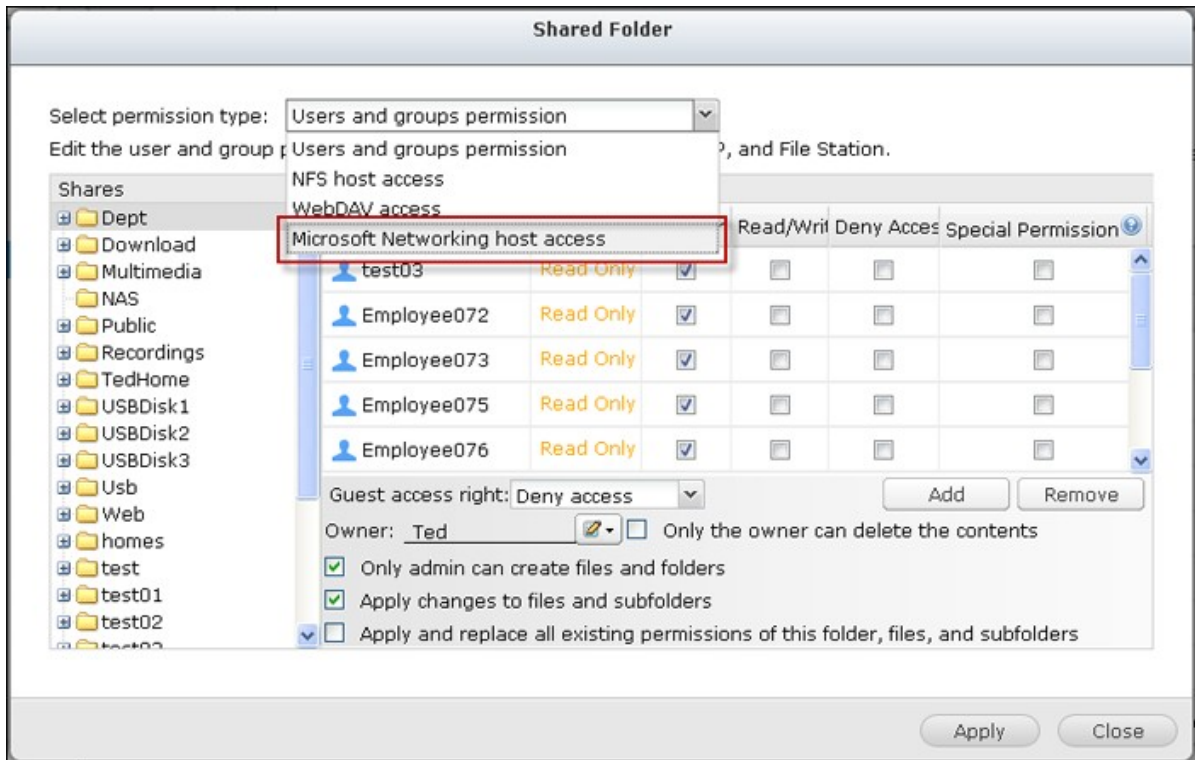 Shared Folder
Select permission type: Users and groups permission
Edit the user and group p Users and groups permission P, and File Station.
NFS host access
WebDAV access
Microsoft Networking host access
Shares
Read/Writ Deny Acces Special Permission
Dept
Download
Multimedia
NAS
Public
Recordings
TedHome
USBDisk1
USBDisk2
USBDisk3
Usb
Web
homes
test
test01
test02
test03 Read Only
Employee072 Read Only
Employee073 Read Only
Employee075 Read Only
Employee076 Read Only
Guest access right: Deny access Add Remove
Owner: Ted Only the owner can delete the contents
Only admin can create files and folders
Apply changes to files and subfolders
Apply and replace all existing permissions of this folder, files, and subfolders
Apply Close